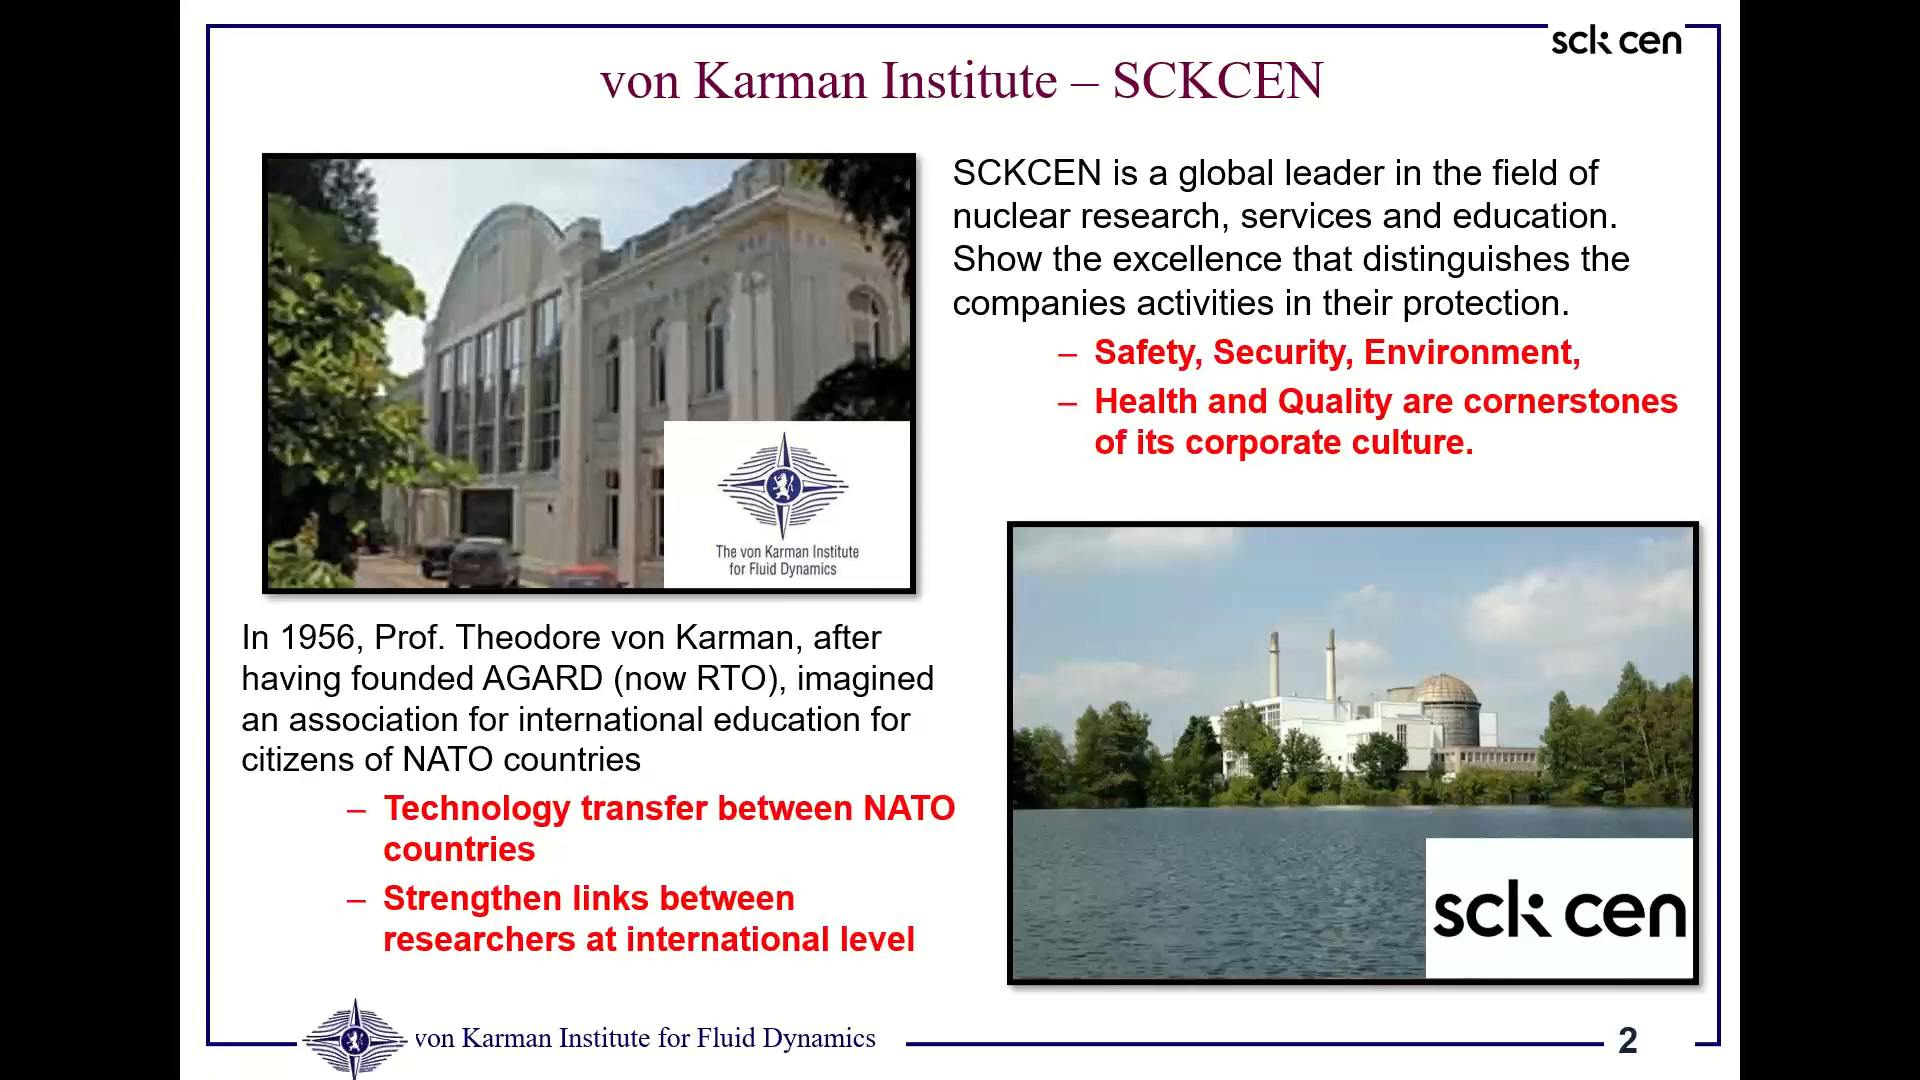 sck cen
von Karman Institute – SCKCEN
The von Karman Institute
for Fluid Dynamics
In 1956, Prof. Theodore von Karman, after
having founded AGARD (now RTO), imagined
an association for international education for
citizens of NATO countries
– Technology transfer between NATO
countries
– Strengthen links between
researchers at international level
SCKCEN is a global leader in the field of
nuclear research, services and education.
Show the excellence that distinguishes the
companies activities in their protection.
– Safety, Security, Environment,
– Health and Quality are cornerstones
of its corporate culture.
sck cen
von Karman Institute for Fluid Dynamics
2